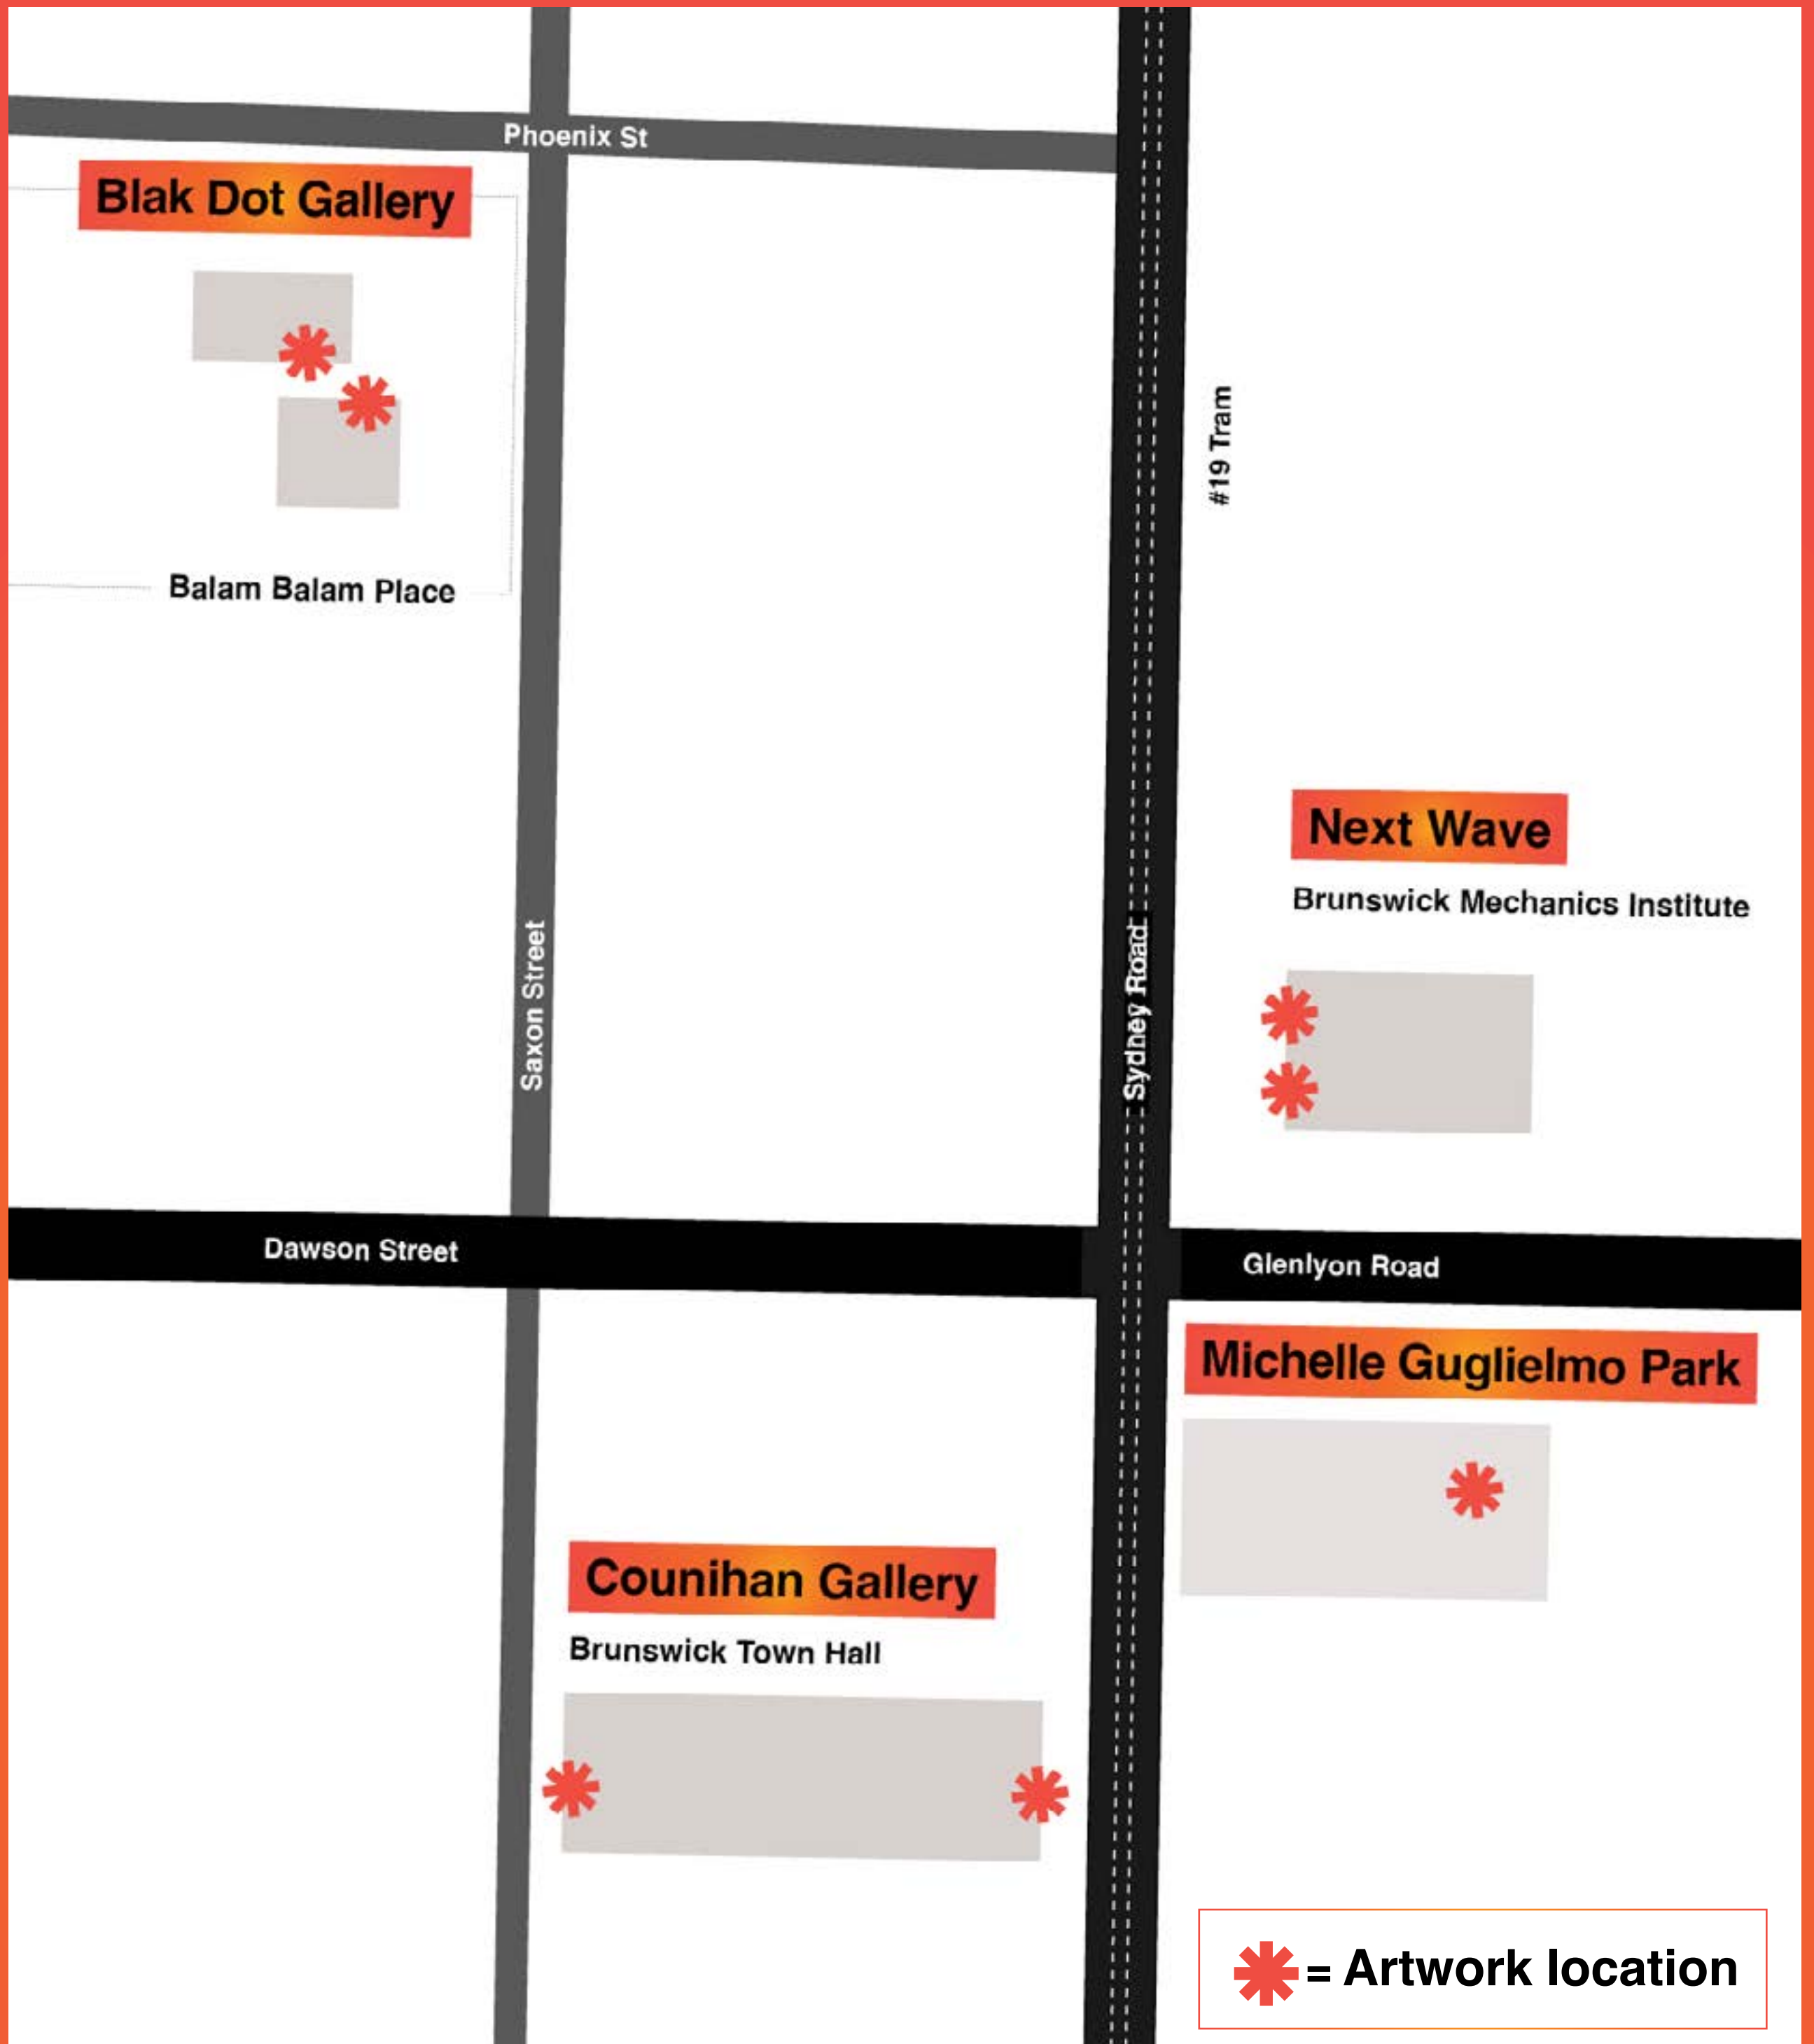 Phoenix St
Blak Dot Gallery
#19 Tram
Balam Balam Place
Next Wave
Brunswick Mechanics Institute
Saxon Street
Sydney Road
Dawson Street
Glenlyon Road
Michelle Guglielmo Park
Counihan Gallery
Brunswick Town Hall
= Artwork location